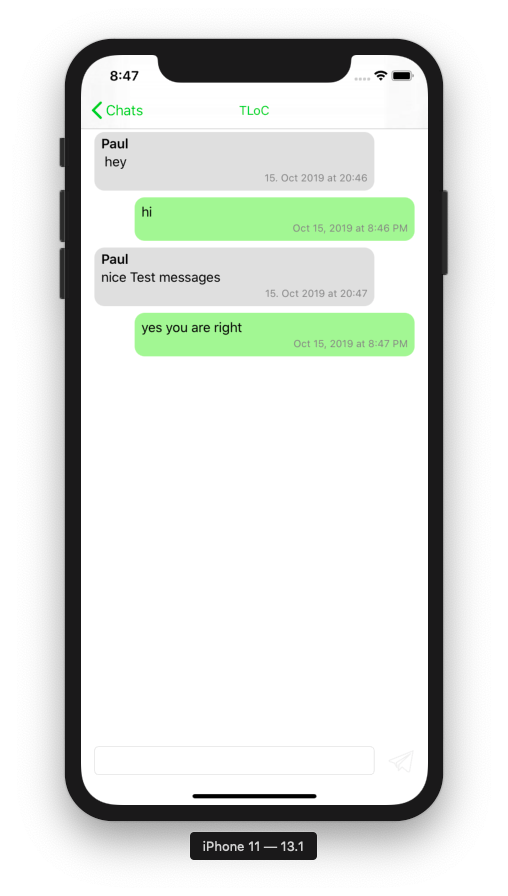 8:47
Chats
TLoC
Paul
hey
15. Oct 2019 at 20:46
hi
Oct 15, 2019 at 8:46 PM
Paul
nice Test messages
15. Oct 2019 at 20:47
yes you are right
Oct 15, 2019 at 8:47 PM
iPhone 11 — 13.1